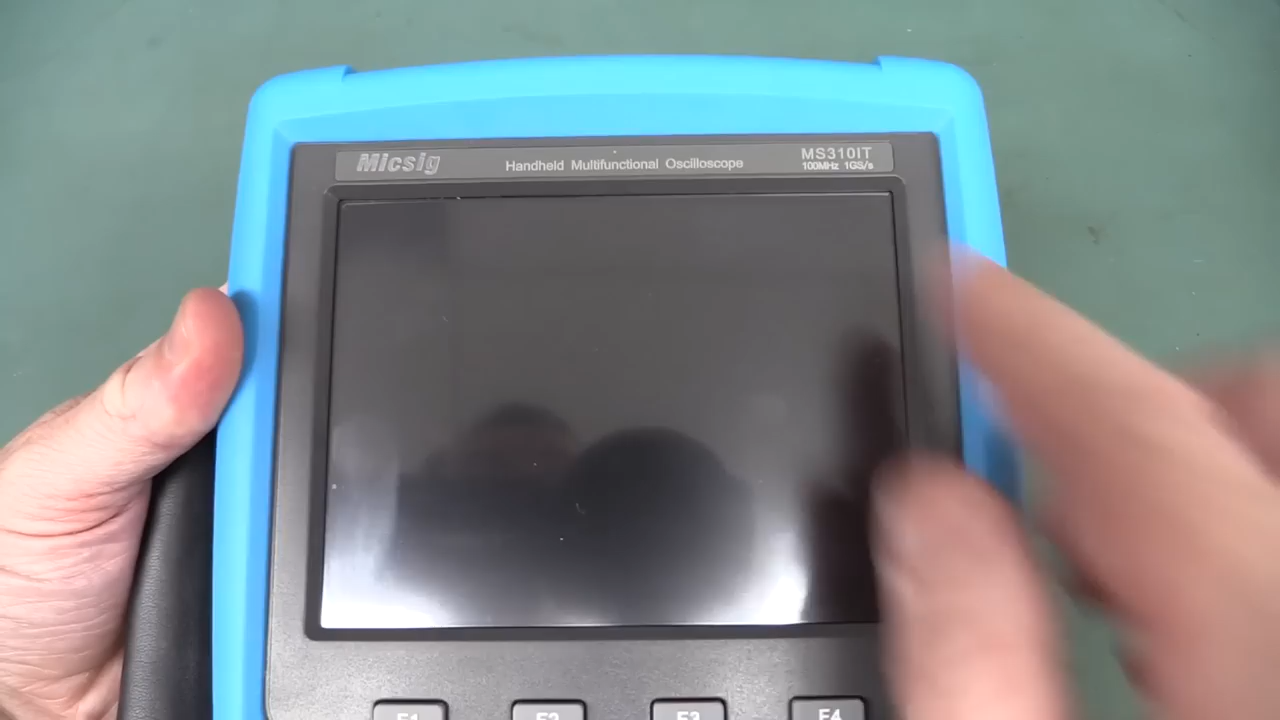 Micsig
Handheld Multifunctional Oscilloscope
MS310IT
100MHz 1GS/s
F1
F2
F3
F4